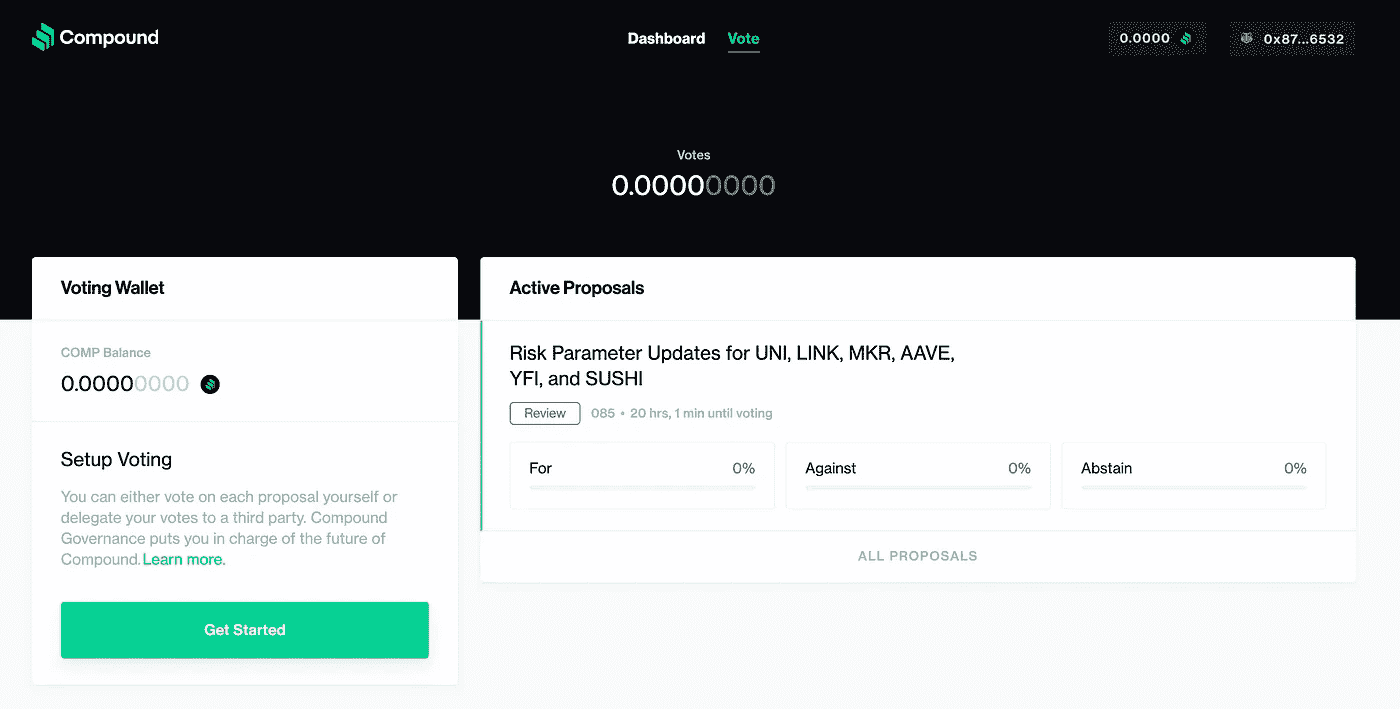 Compound
Dashboard Vote
0.0000
0x87...6532
Votes
0.00000000
Voting Wallet
COMP Balance
0.00000000
Setup Voting
You can either vote on each proposal yourself or
delegate your votes to a third party. Compound
Governance puts you in charge of the future of
Compound. Learn more.
Get Started
Active Proposals
Risk Parameter Updates for UNI, LINK, MKR, AAVE,
YFI, and SUSHI
Review 085 • 20 hrs, 1 min until voting
For 0%
Against 0%
Abstain 0%
ALL PROPOSALS